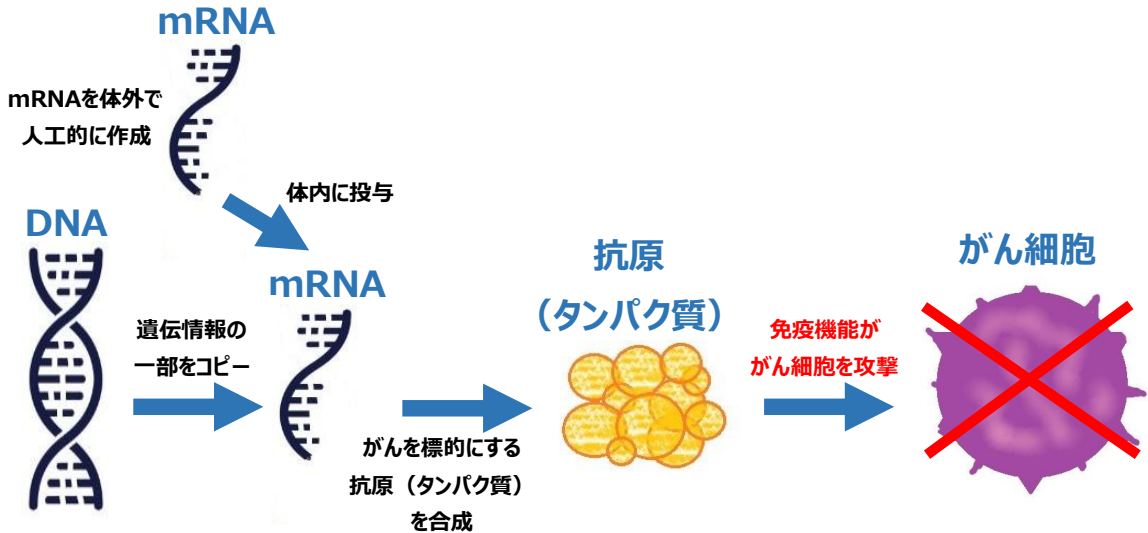 mRNA
mRNAを体外で
人工的に作成
体内に投与
DNA
mRNA
遺伝情報の
一部をコピー
がんを標的にする
抗原（タンパク質）
を合成
抗原
（タンパク質）
免疫機能が
がん細胞を攻撃
がん細胞